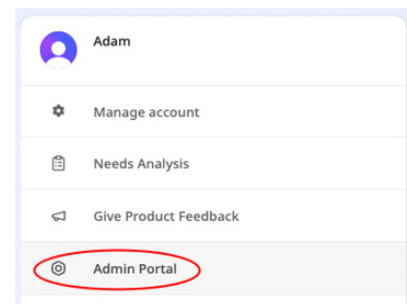 Adam
Manage account
Needs Analysis
Give Product Feedback
Admin Portal